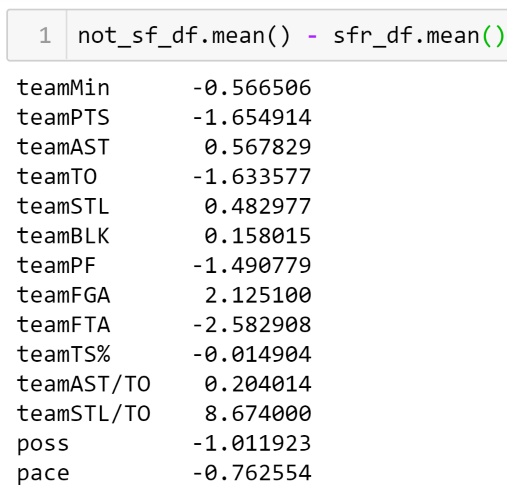 1 not_sf_df.mean() - sfr_df.mean()
teamMin -0.566506
teamPTS -1.654914
teamAST 0.567829
teamTO -1.633577
teamSTL 0.482977
teamBLK 0.158015
teamPF -1.490779
teamFGA 2.125100
teamFTA -2.582908
teamTS% -0.014904
teamAST/TO 0.204014
teamSTL/TO 8.674000
poss -1.011923
pace -0.762554